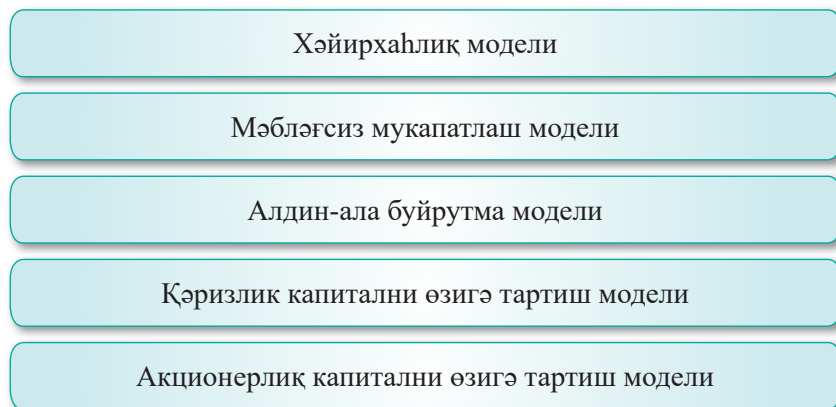 Хәйирхаһлиқ модели
Мәбләғсиз мукапатлаш модели
Алдин-ала буйрутма модели
Қәризлик капитални өзигә тартиш модели
Акционерлиқ капитални өзигә тартиш модели